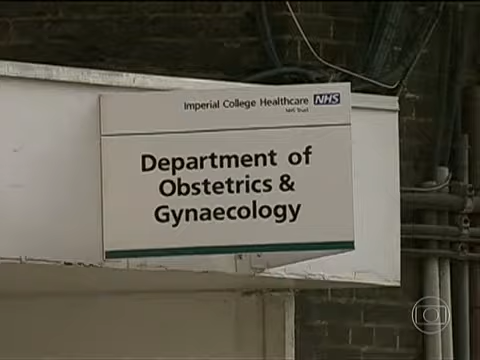 Imperial College Healthcare NHS
NHS Trust
Department of
Obstetrics &
Gynaecology